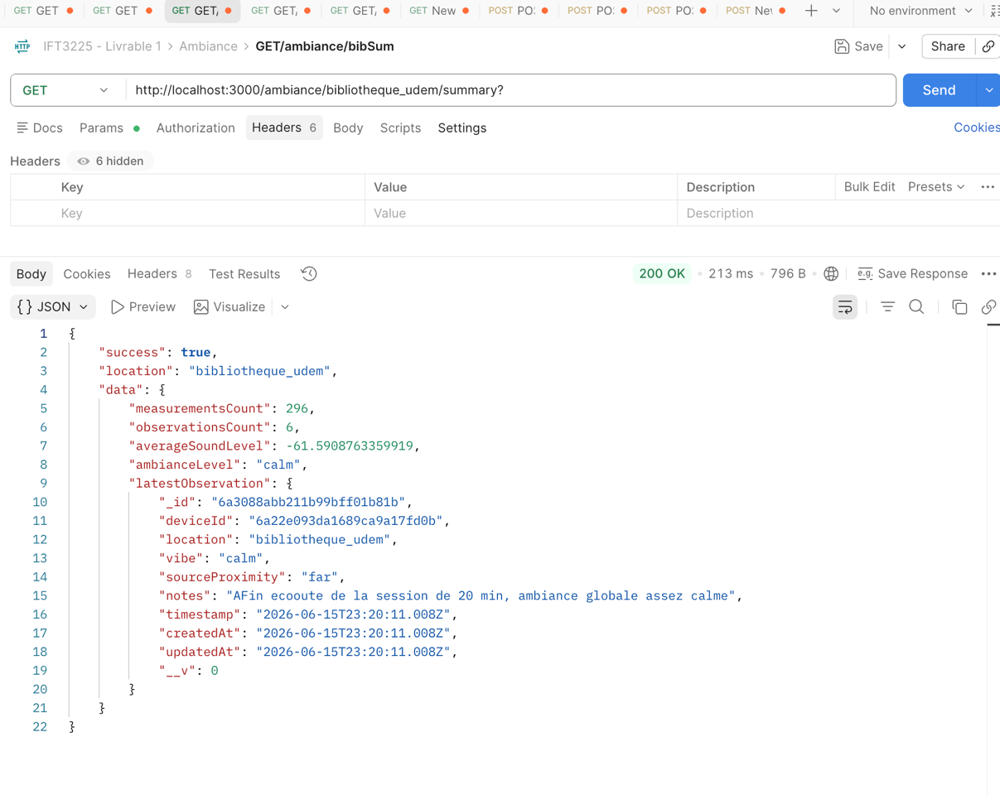 GET GET GET GET GET GET, GET GET, GET GET, GET New POST PO: POST PO: POST PO: POST Nev No environment
HTTP IFT3225 - Livrable 1 > Ambiance > GET/ambiance/bibSum Save Share
GET http://localhost:3000/ambiance/bibliotheque_udem/summary? Send
Docs Params Authorization Headers 6 Body Scripts Settings Cookies
Headers 6 hidden
Key Value Description Bulk Edit Presets
Key Value Description
Body Cookies Headers 8 Test Results 200 OK 213 ms 796 B e.g. Save Response
{} JSON Preview Visualize
1 {
2 "success": true,
3 "location": "bibliotheque_udem",
4 "data": {
5 "measurementsCount": 296,
6 "observationsCount": 6,
7 "averageSoundLevel": -61.5908763359919,
8 "ambianceLevel": "calm",
9 "latestObservation": {
10 "_id": "6a3088abb211b99bff01b81b",
11 "deviceId": "6a22e093da1689ca9a17fd0b",
12 "location": "bibliotheque_udem",
13 "vibe": "calm",
14 "sourceProximity": "far",
15 "notes": "AFin ecooute de la session de 20 min, ambiance globale assez calme",
16 "timestamp": "2026-06-15T23:20:11.008Z",
17 "createdAt": "2026-06-15T23:20:11.008Z",
18 "updatedAt": "2026-06-15T23:20:11.008Z",
19 "__v": 0
20 }
21 }
22 }